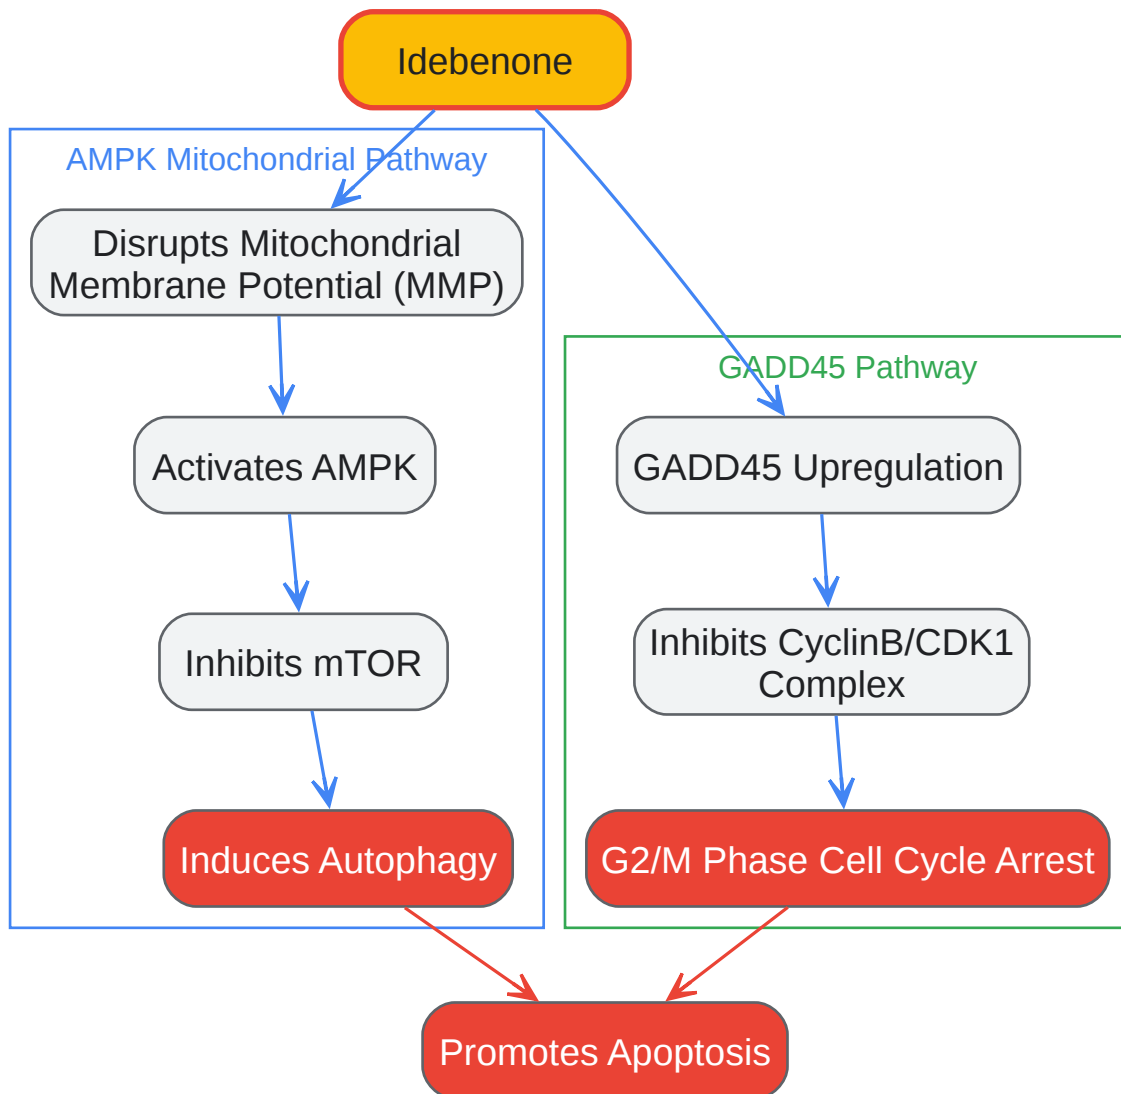 Idebenone
AMPK Mitochondrial Pathway
Disrupts Mitochondrial
Membrane Potential (MMP)
Activates AMPK
Inhibits mTOR
Induces Autophagy
GADD45 Pathway
GADD45 Upregulation
Inhibits CyclinB/CDK1
Complex
G2/M Phase Cell Cycle Arrest
Promotes Apoptosis